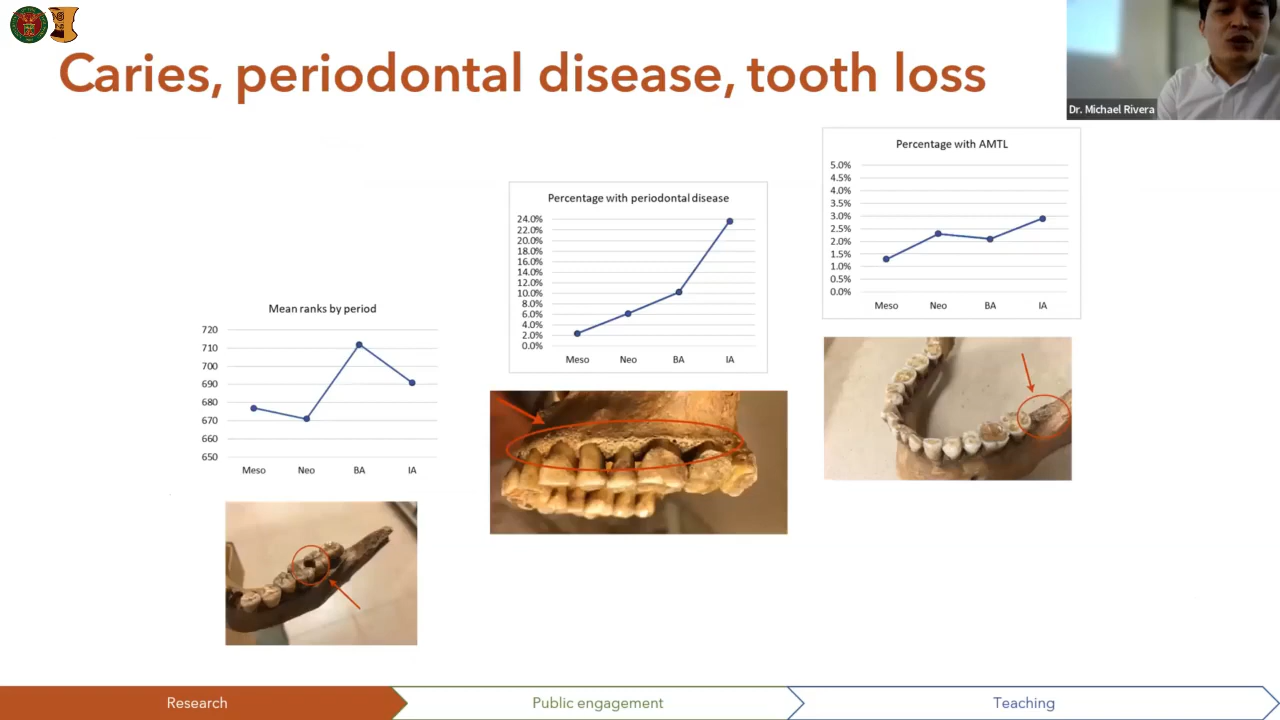 Caries, periodontal disease, tooth loss
Dr. Michael Rivera
Mean ranks by period
720
710
700
690
680
670
660
650
Meso Neo BA IA
Percentage with periodontal disease
24.0%
22.0%
20.0%
18.0%
16.0%
14.0%
12.0%
10.0%
8.0%
6.0%
4.0%
2.0%
0.0%
Meso Neo BA IA
Percentage with AMTL
5.0%
4.5%
4.0%
3.5%
3.0%
2.5%
2.0%
1.5%
1.0%
0.5%
0.0%
Meso Neo BA IA
Research
Public engagement
Teaching